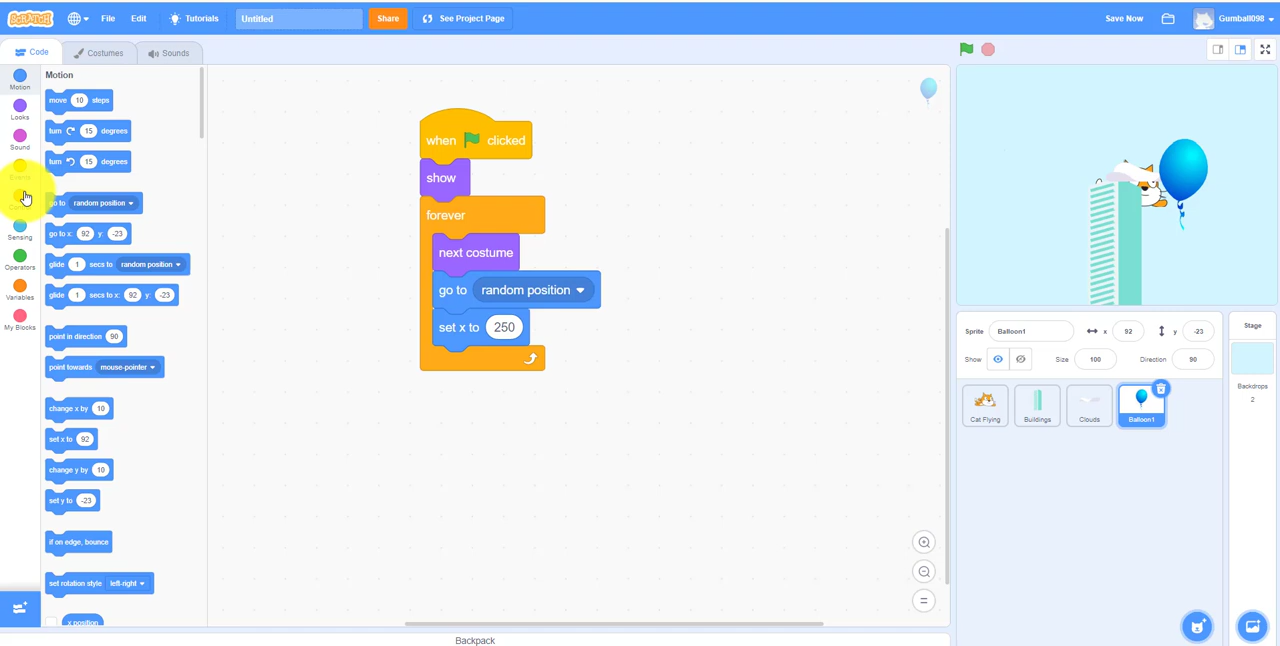 SCRATCH File Edit Tutorials Untitled Share See Project Page Save Now Gumball098
Code Costumes Sounds
Motion
Looks
Sound
Sensing
Operators
Variables
My Blocks
Motion
move 10 steps
turn 15 degrees
turn 15 degrees
go to random position
go to x: 92 y: -23
glide 1 secs to random position
glide 1 secs to x: 92 y: -23
point in direction 90
point towards mouse-pointer
change x by 10
set x to 92
change y by 10
set y to -23
if on edge, bounce
set rotation style left-right
x position
when clicked
show
forever
next costume
go to random position
set x to 250
Sprite Balloon1 x 92 y -23
Show Size 100 Direction 90
Cat Flying Buildings Clouds Balloon1
Stage
Backdrops
2
Backpack